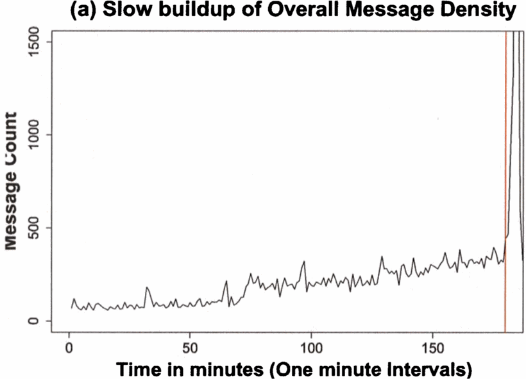 (a) Slow buildup of Overall Message Density
1500
1000
500
0
Message Count
0 50 100 150
Time in minutes (One minute Intervals)